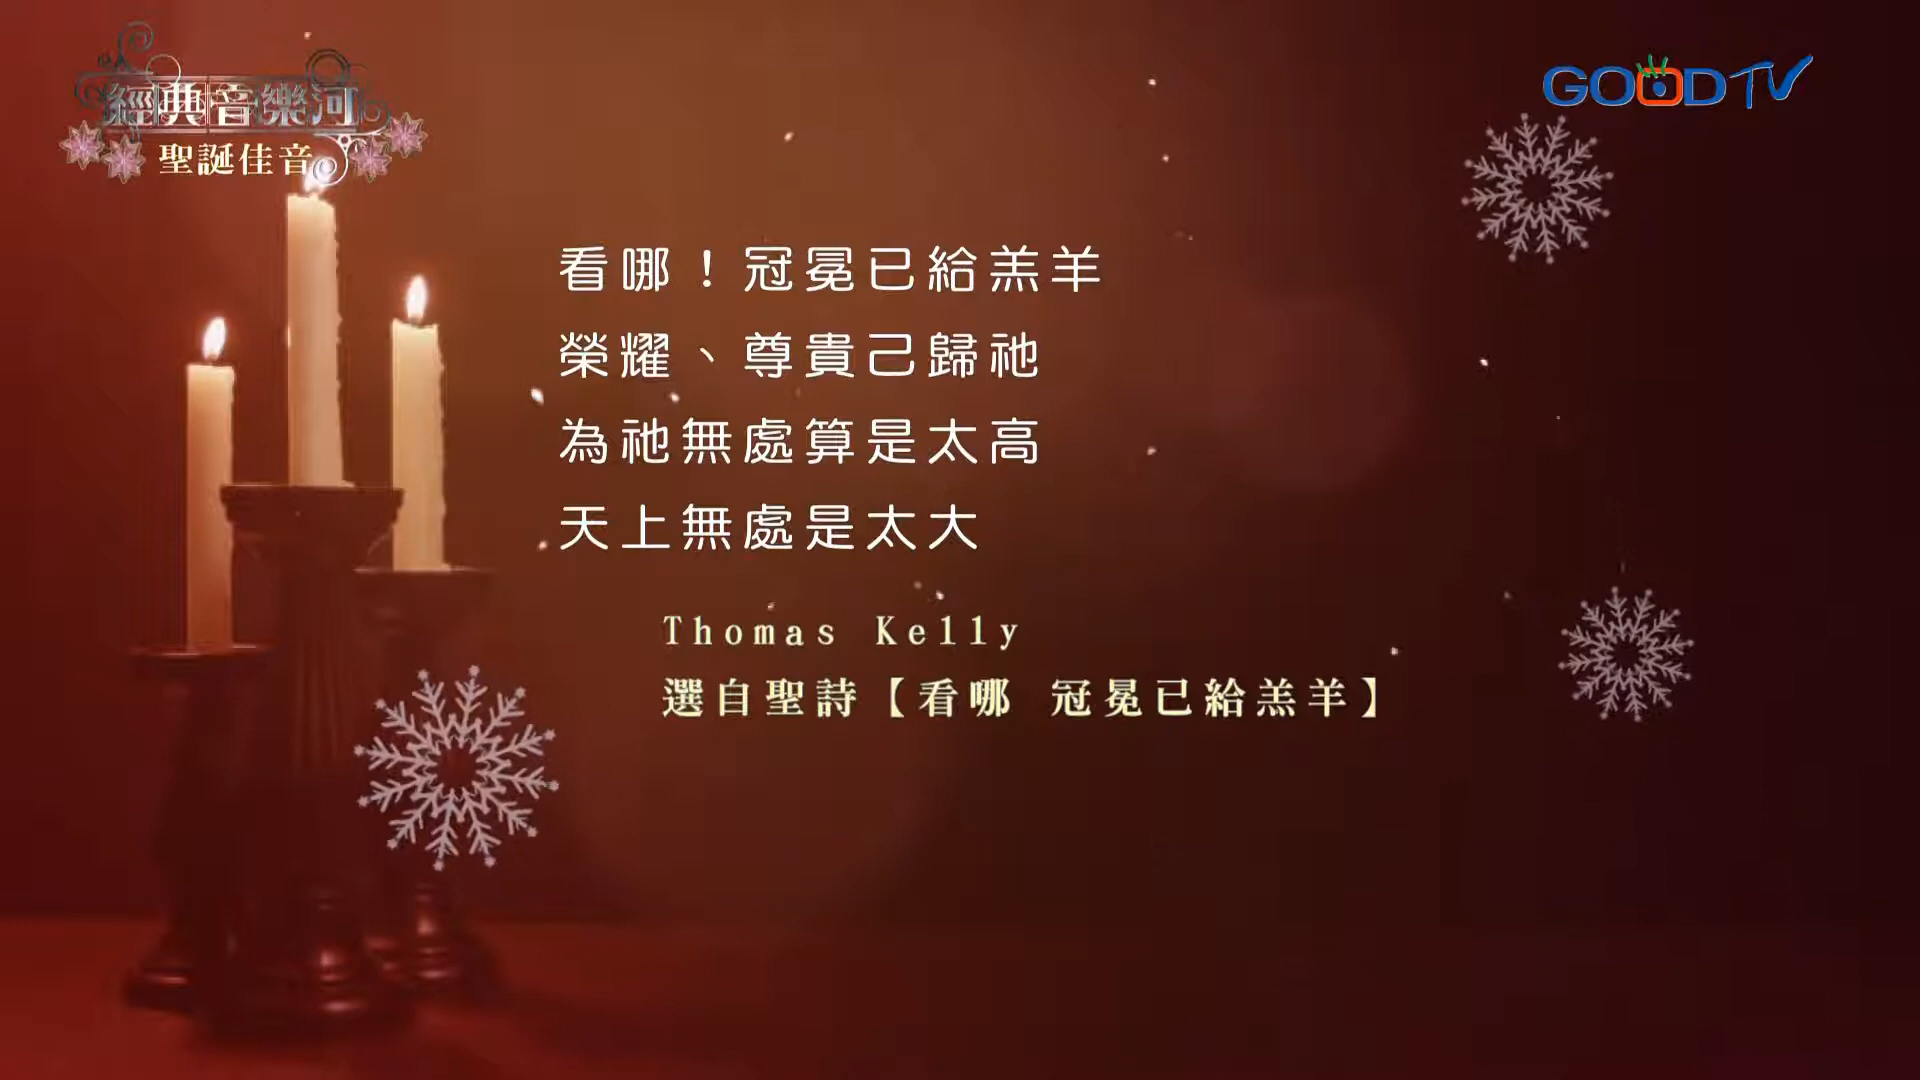 經典音樂河
聖誕佳音
GOODTV
看哪！冠冕已給羔羊
榮耀、尊貴己歸祂
為祂無處算是太高
天上無處是太大
Thomas Kelly
選自聖詩【看哪 冠冕已給羔羊】